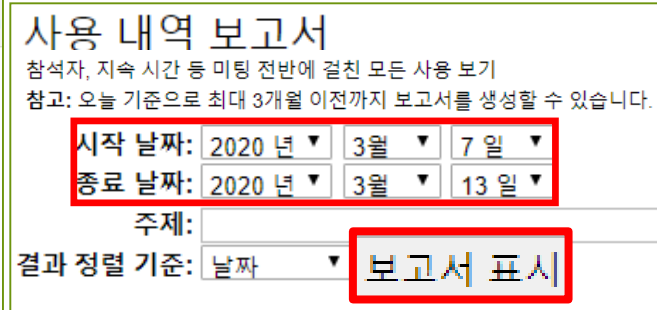 사용 내역 보고서
참석자, 지속 시간 등 미팅 전반에 걸친 모든 사용 보기
참고: 오늘 기준으로 최대 3개월 이전까지 보고서를 생성할 수 있습니다.
시작 날짜: 2020 년 3월 7 일
종료 날짜: 2020 년 3월 13 일
주제:
결과 정렬 기준: 날짜 보고서 표시